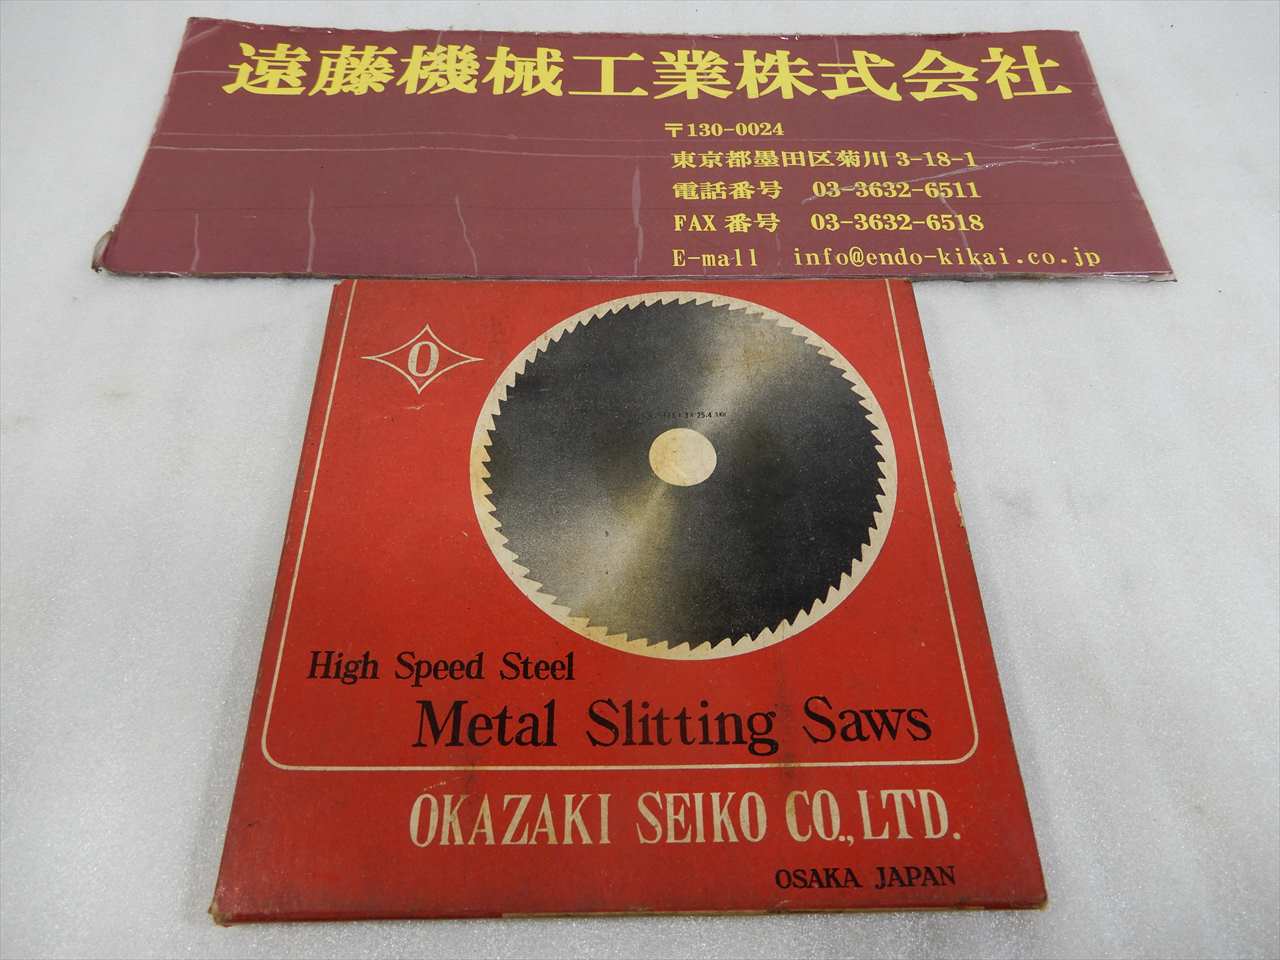 遠藤機械工業株式会社
〒130-0024
東京都墨田区菊川 3-18-1
電話番号 03-3632-6511
FAX 番号 03-3632-6518
E-mall info@endo-kikai.co.jp
O
25.4
High Speed Steel
Metal Slitting Saws
OKAZAKI SEIKO CO., LTD.
OSAKA JAPAN